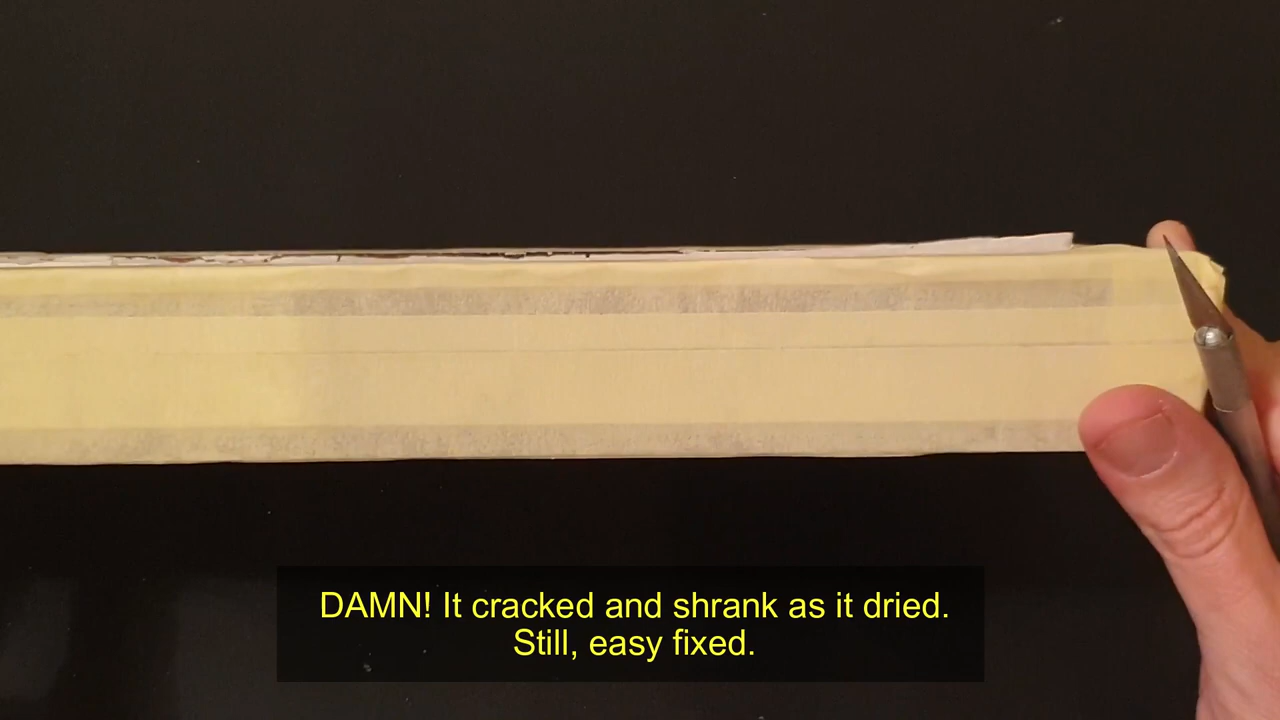 DAMN! It cracked and shrank as it dried.
Still, easy fixed.